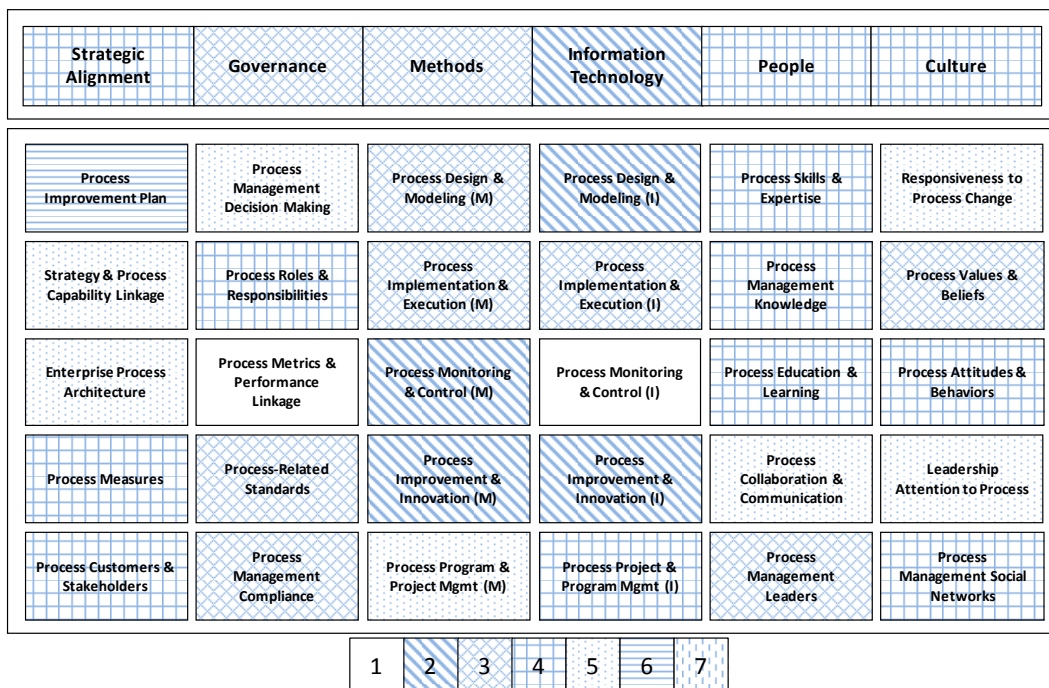 Strategic
Alignment
Governance
Methods
Information
Technology
People
Culture
Process
Improvement Plan
Process
Management
Decision Making
Process Design &
Modeling (M)
Process Design &
Modeling (I)
Process Skills &
Expertise
Responsiveness to
Process Change
Strategy & Process
Capability Linkage
Process Roles &
Responsibilities
Process
Implementation &
Execution (M)
Process
Implementation &
Execution (I)
Process
Management
Knowledge
Process Values &
Beliefs
Enterprise Process
Architecture
Process Metrics &
Performance
Linkage
Process Monitoring
& Control (M)
Process Monitoring
& Control (I)
Process Education &
Learning
Process Attitudes &
Behaviors
Process Measures
Process-Related
Standards
Process
Improvement &
Innovation (M)
Process
Improvement &
Innovation (I)
Process
Collaboration &
Communication
Leadership
Attention to Process
Process Customers &
Stakeholders
Process
Management
Compliance
Process Program &
Project Mgmt (M)
Process Project &
Program Mgmt (I)
Process
Management
Leaders
Process
Management Social
Networks
1 2 3 4 5 6 7